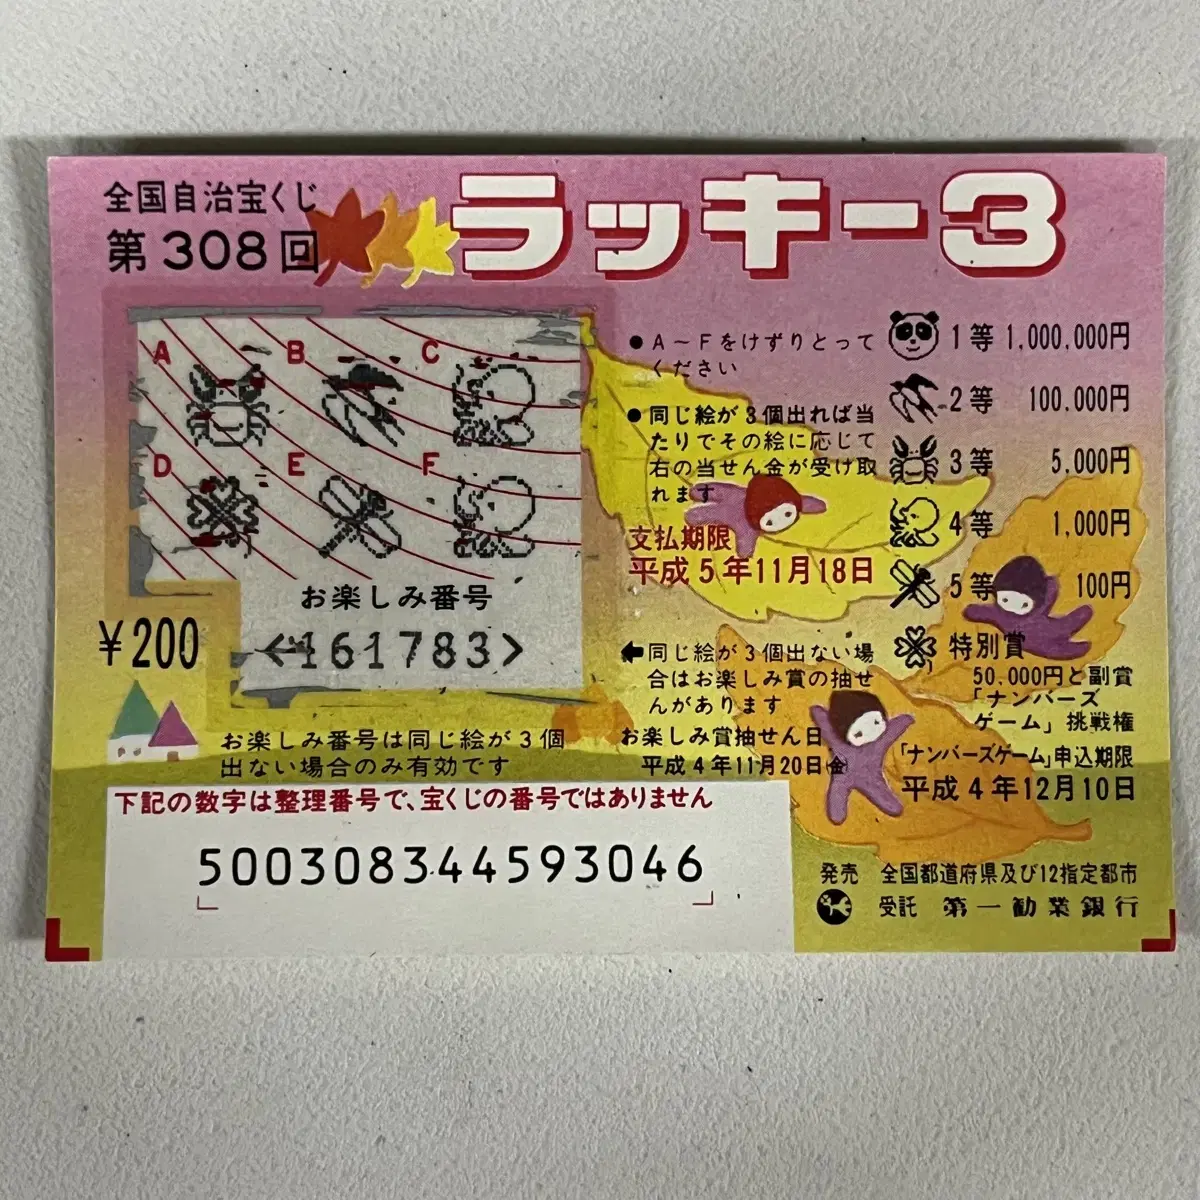 全国自治宝くじ
第308回
ラッキー3
A B C
D E F
お楽しみ番号
<161783>
¥200
お楽しみ番号は同じ絵が3個
出ない場合のみ有効です
● A～Fをけずりとって
ください
● 同じ絵が3個出れば当
たりでその絵に応じて
右の当せん金が受け取
れます
支払期限
平成5年11月18日
同じ絵が3個出ない場
合はお楽しみ賞の抽せ
んがあります
お楽しみ賞抽せん日
平成4年11月20日㈮
1等 1,000,000円
2等 100,000円
3等 5,000円
4等 1,000円
5等 100円
特別賞
50,000円と副賞
「ナンバーズ
ゲーム」挑戦権
「ナンバーズゲーム」申込期限
平成4年12月10日
下記の数字は整理番号で、宝くじの番号ではありません
500308344593046
発売 全国都道府県及び12指定都市
受託 第一勧業銀行